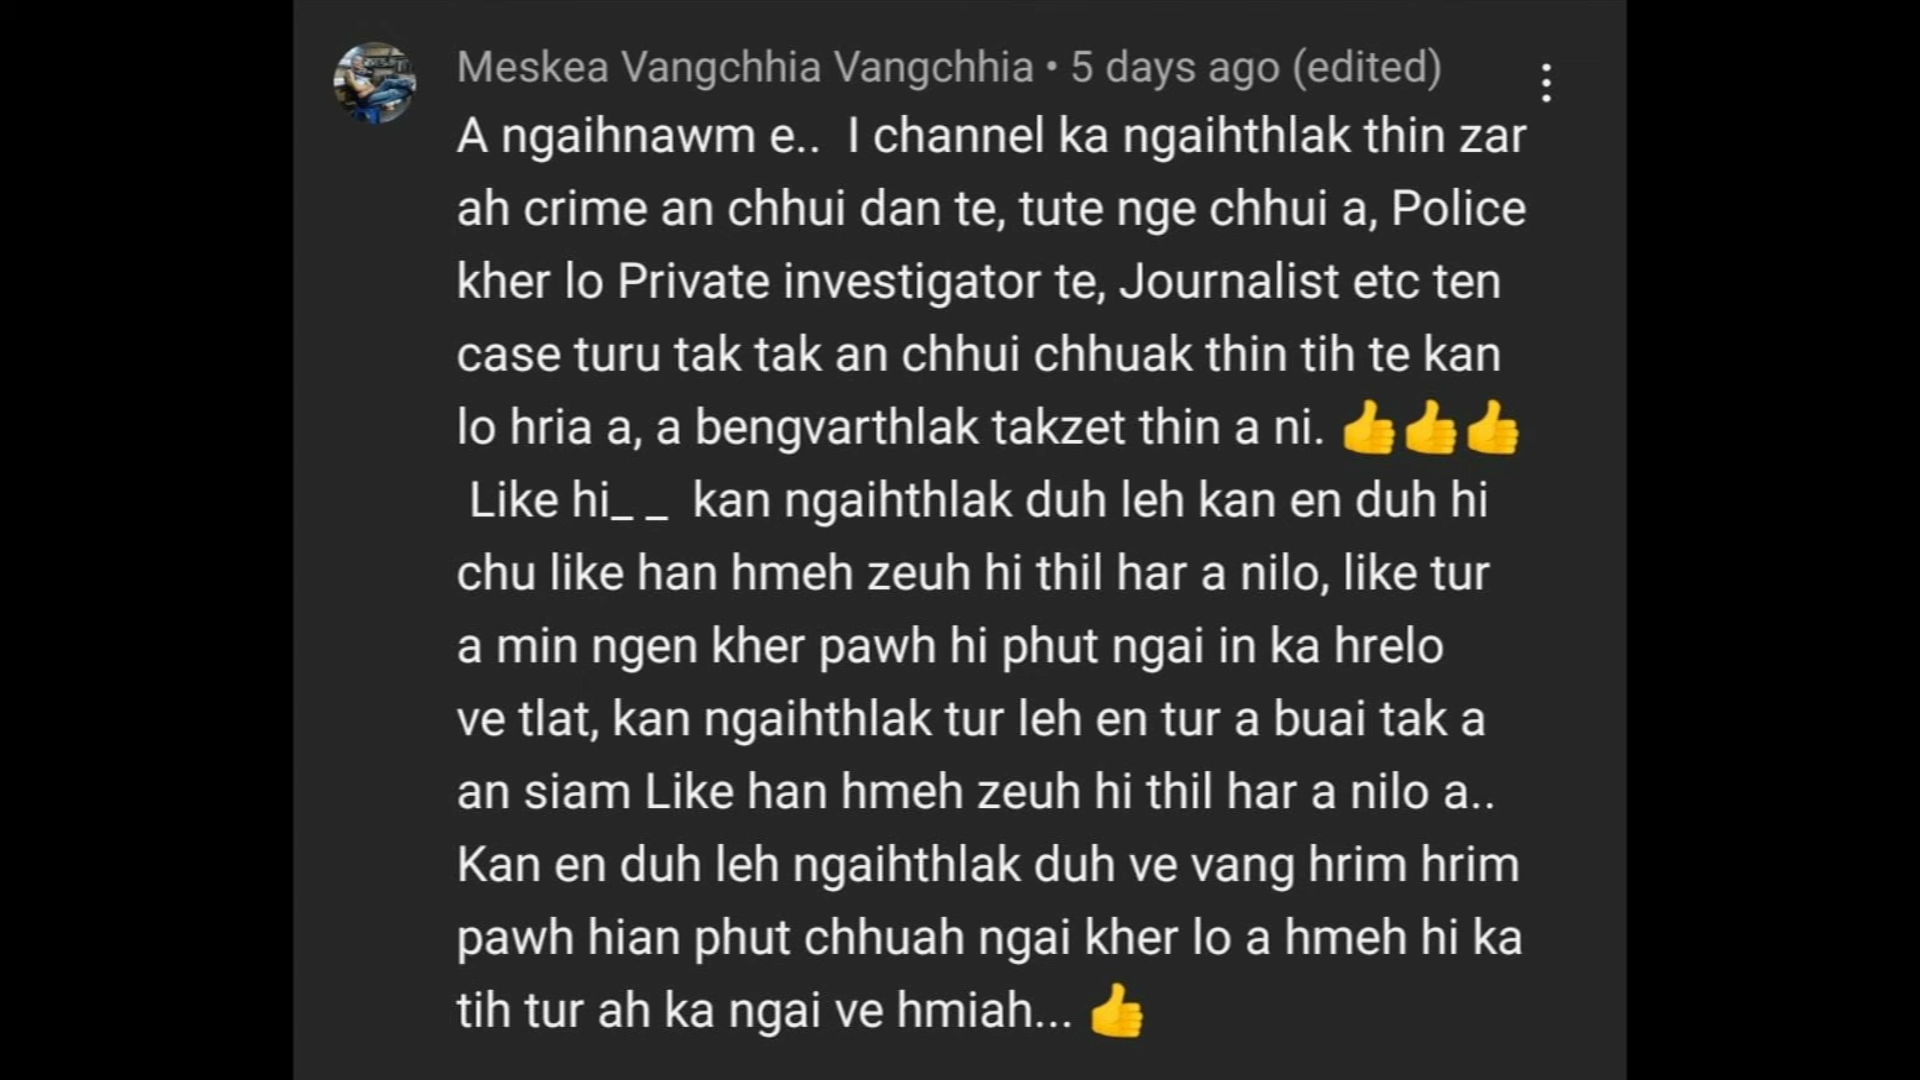 Meskea Vangchhia Vangchhia • 5 days ago (edited)
A ngaihnawm e..  I channel ka ngaihthlak thin zar
ah crime an chhui dan te, tute nge chhui a, Police
kher lo Private investigator te, Journalist etc ten
case turu tak tak an chhui chhuak thin tih te kan
lo hria a, a bengvarthlak takzet thin a ni. 👍👍👍
Like hi_ _  kan ngaihthlak duh leh kan en duh hi
chu like han hmeh zeuh hi thil har a nilo, like tur
a min ngen kher pawh hi phut ngai in ka hrelo
ve tlat, kan ngaihthlak tur leh en tur a buai tak a
an siam Like han hmeh zeuh hi thil har a nilo a..
Kan en duh leh ngaihthlak duh ve vang hrim hrim
pawh hian phut chhuah ngai kher lo a hmeh hi ka
tih tur ah ka ngai ve hmiah... 👍